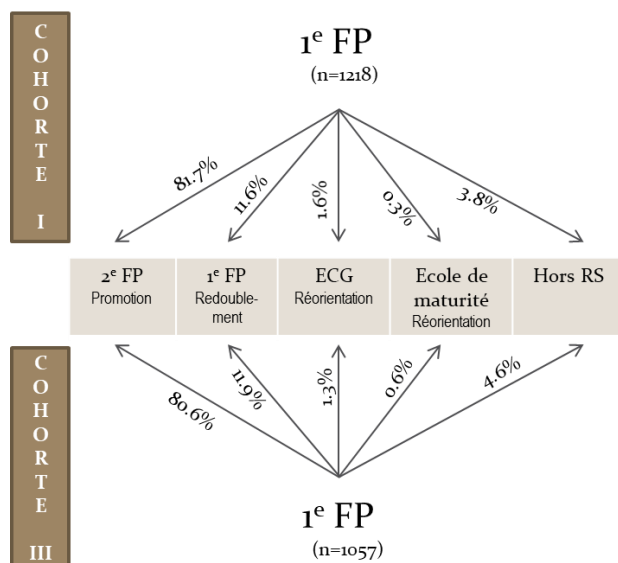 COHORTE I
1e FP
(n=1218)
81.7%
11.6%
1.6%
0.3%
3.8%
2e FP
Promotion
1e FP
Redouble-
ment
ECG
Réorientation
Ecole de
maturité
Réorientation
Hors RS
COHORTE III
80.6%
11.9%
1.3%
0.6%
4.6%
1e FP
(n=1057)